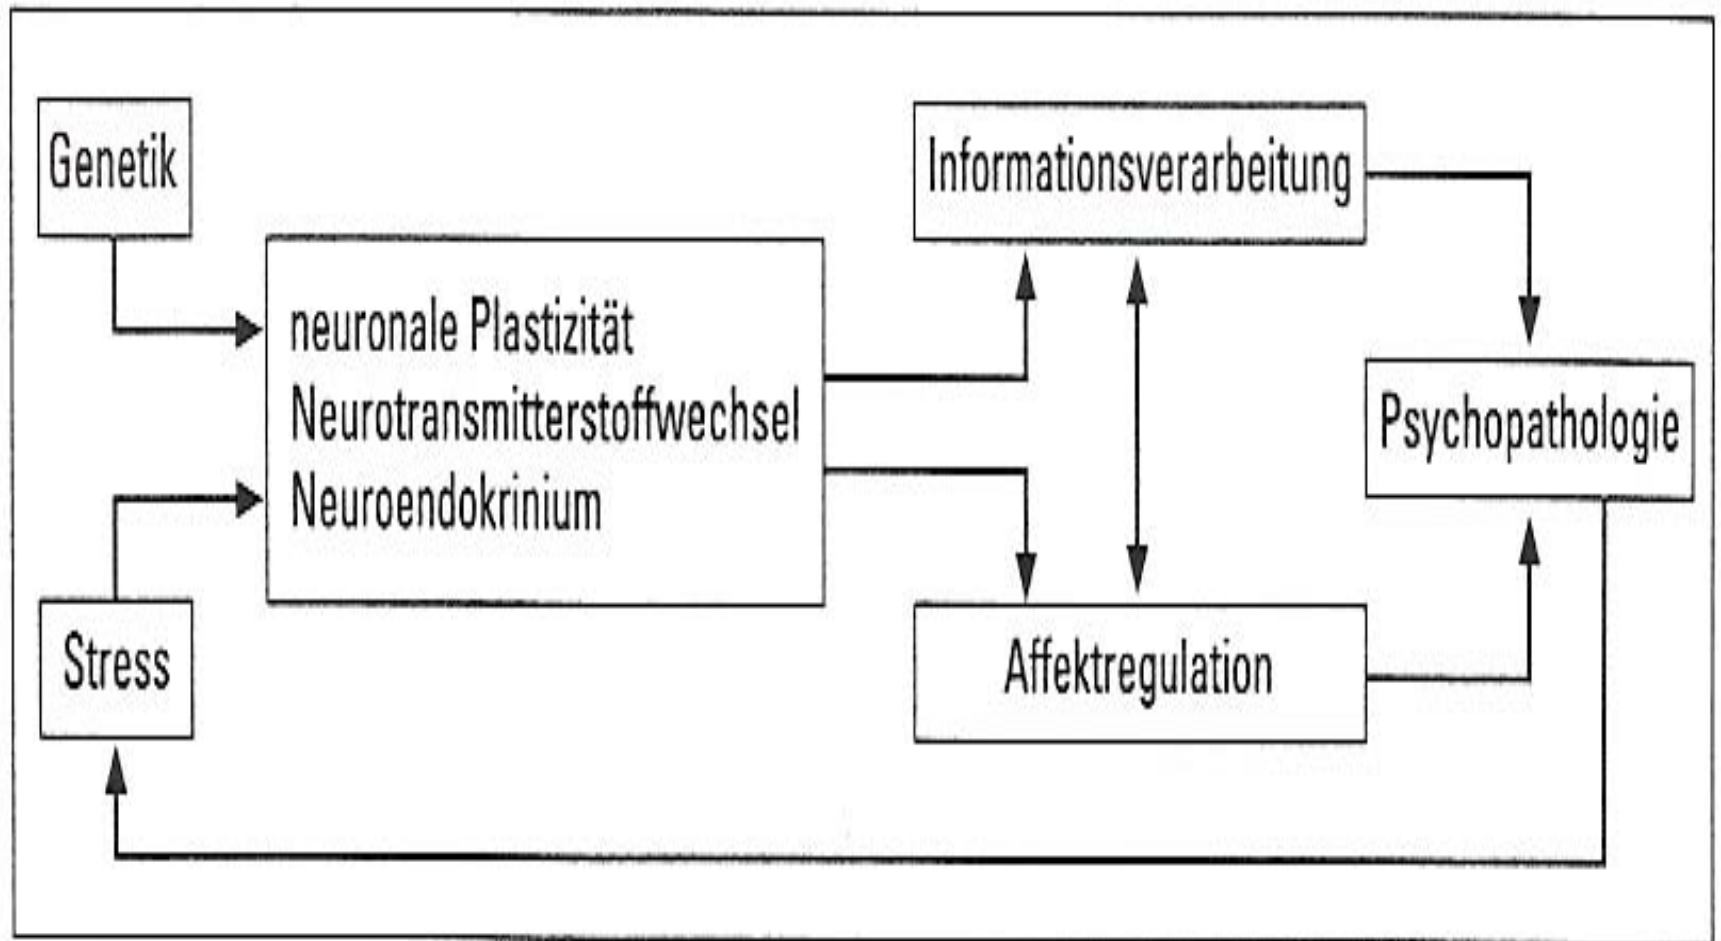 Genetik
Informationsverarbeitung
neuronale Plastizität
Neurotransmitterstoffwechsel
Neuroendokrinium
Psychopathologie
Stress
Affektregulation